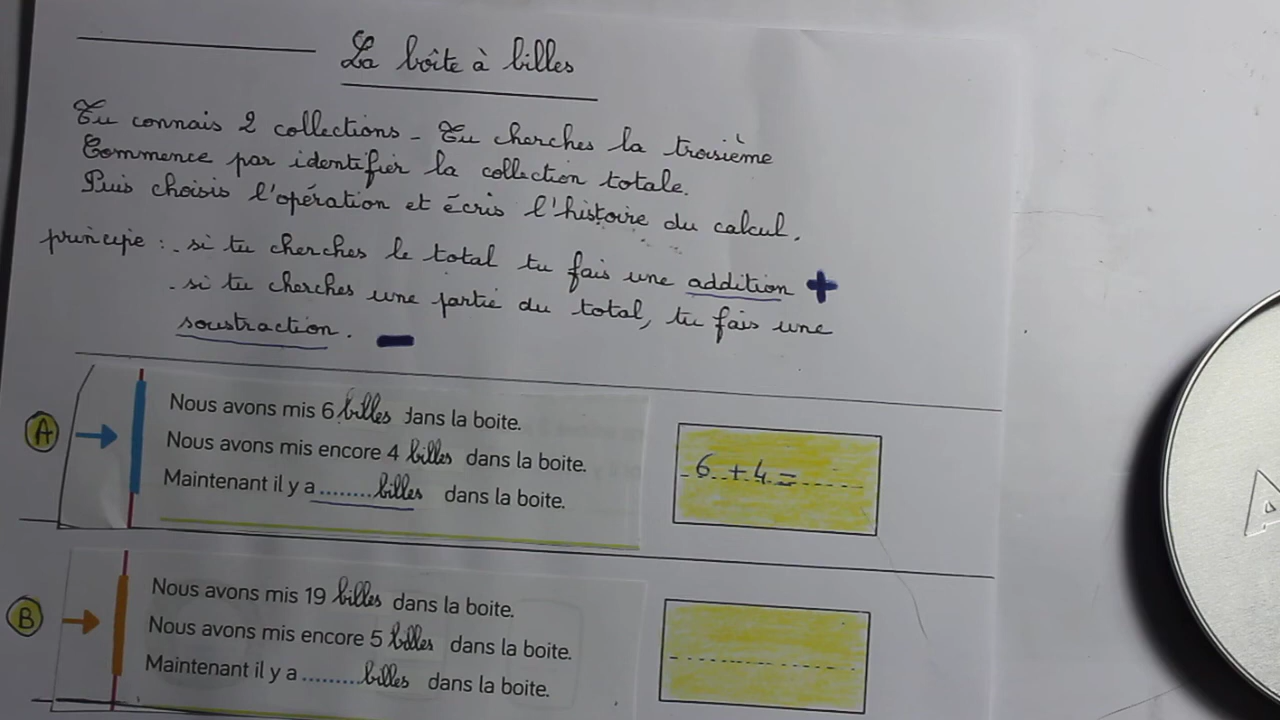 La boîte à billes
Tu connais 2 collections - Tu cherches la troisième
Commence par identifier la collection totale.
Puis choisis l'opération et écris l'histoire du calcul.
principe : . si tu cherches le total tu fais une addition +
. si tu cherches une partie du total, tu fais une
soustraction. -
A
Nous avons mis 6 billes dans la boite.
Nous avons mis encore 4 billes dans la boite.
Maintenant il y a ........ billes dans la boite.
6 + 4 =
B
Nous avons mis 19 billes dans la boite.
Nous avons mis encore 5 billes dans la boite.
Maintenant il y a ......... billes dans la boite.
A